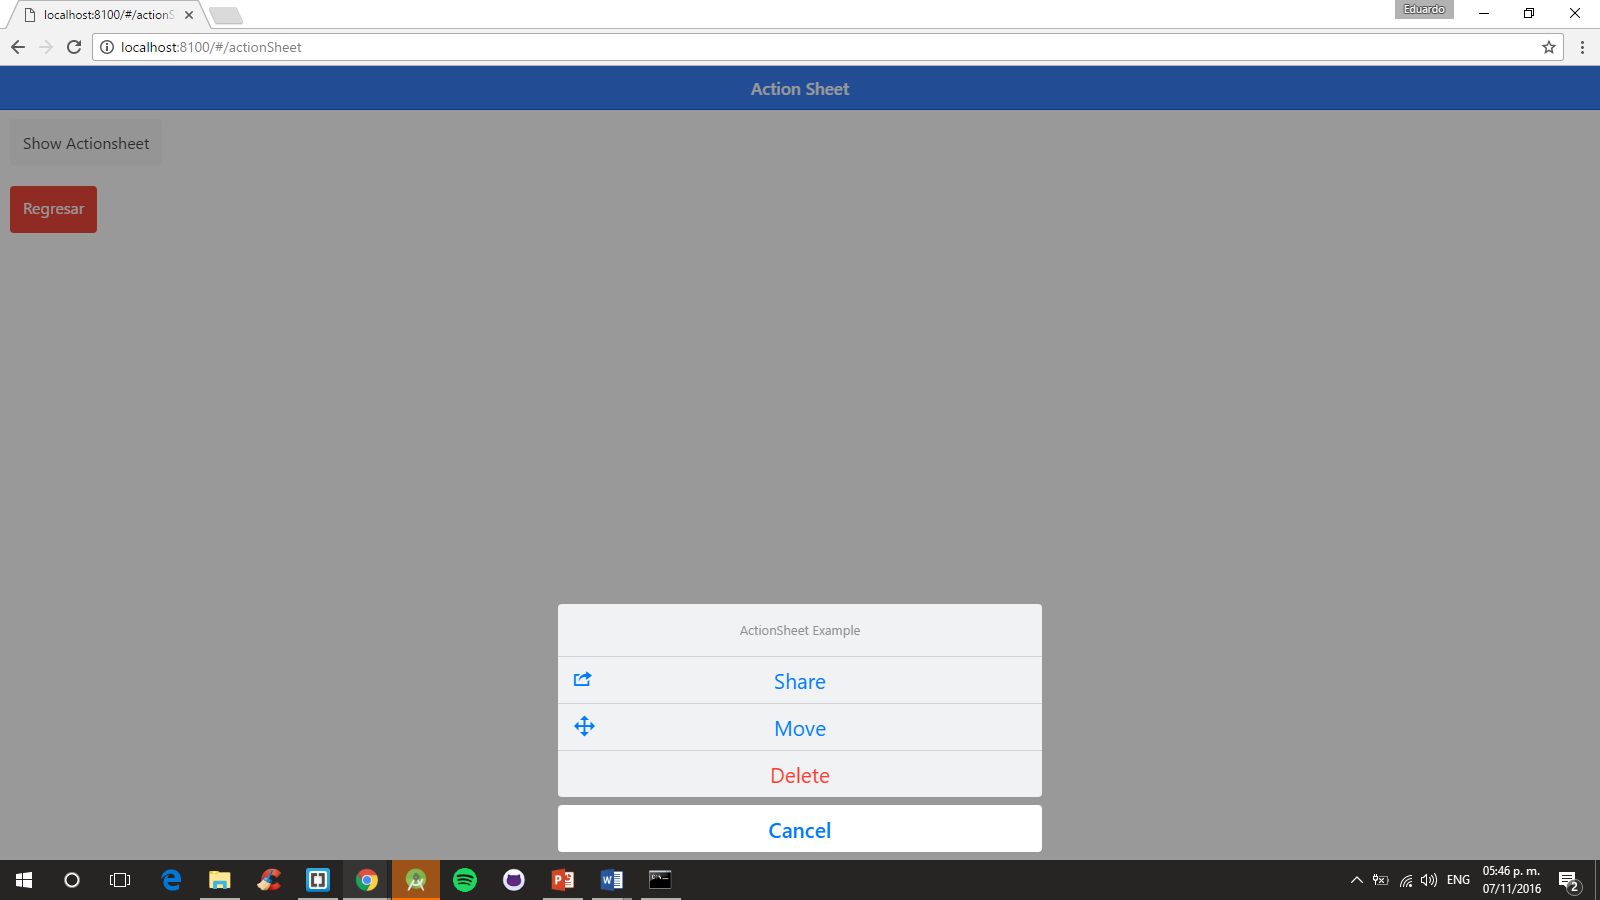 localhost:8100/#/actionS
Eduardo
localhost:8100/#/actionSheet
Action Sheet
Show Actionsheet
Regresar
ActionSheet Example
Share
Move
Delete
Cancel
ENG
05:46 p. m.
07/11/2016
2